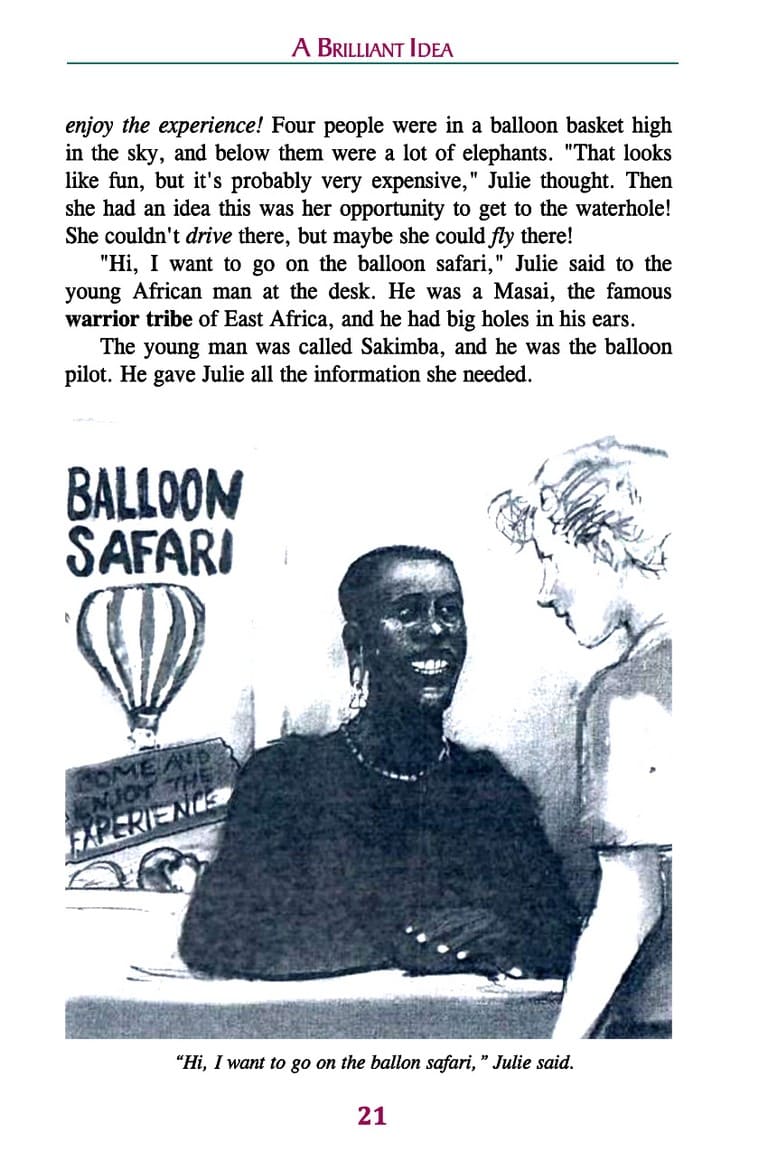 A BRILLIANT IDEA
enjoy the experience! Four people were in a balloon basket high
in the sky, and below them were a lot of elephants. "That looks
like fun, but it's probably very expensive," Julie thought. Then
she had an idea this was her opportunity to get to the waterhole!
She couldn't drive there, but maybe she could fly there!
"Hi, I want to go on the balloon safari," Julie said to the
young African man at the desk. He was a Masai, the famous
warrior tribe of East Africa, and he had big holes in his ears.
The young man was called Sakimba, and he was the balloon
pilot. He gave Julie all the information she needed.
BALLOON
SAFARI
COME AND
ENJOY THE
EXPERIENCE
“Hi, I want to go on the ballon safari,” Julie said.
21